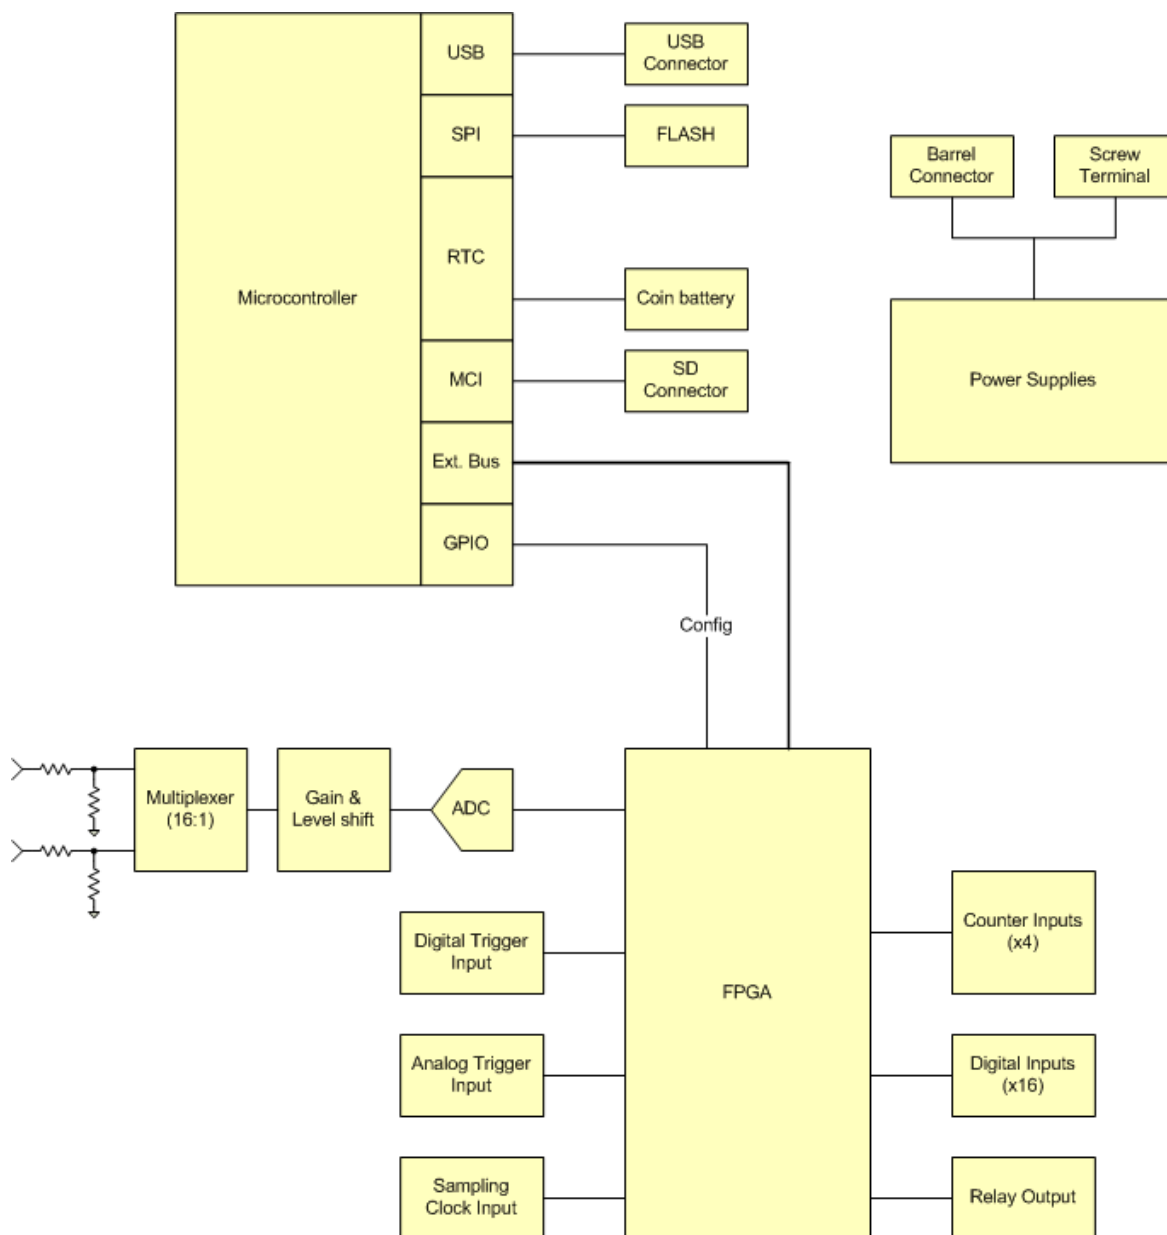 USB
USB
Connector
SPI
FLASH
Barrel
Connector
Screw
Terminal
RTC
Microcontroller
Coin battery
MCI
SD
Connector
Power Supplies
Ext. Bus
GPIO
Config
Multiplexer
(16:1)
Gain &
Level shift
ADC
Digital Trigger
Input
Counter Inputs
(x4)
FPGA
Analog Trigger
Input
Digital Inputs
(x16)
Sampling
Clock Input
Relay Output